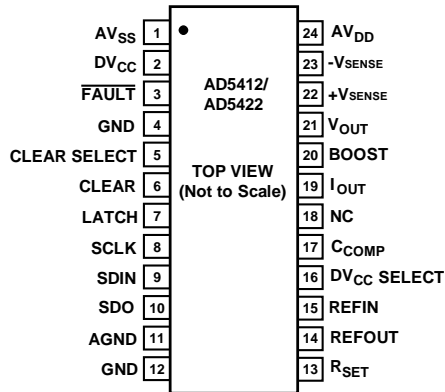 AVSS 1
DVCC 2
FAULT 3
GND 4
CLEAR SELECT 5
CLEAR 6
LATCH 7
SCLK 8
SDIN 9
SDO 10
AGND 11
GND 12
AD5412/
AD5422
TOP VIEW
(Not to Scale)
24 AVDD
23 -VSENSE
22 +VSENSE
21 VOUT
20 BOOST
19 IOUT
18 NC
17 CCOMP
16 DVCC SELECT
15 REFIN
14 REFOUT
13 RSET